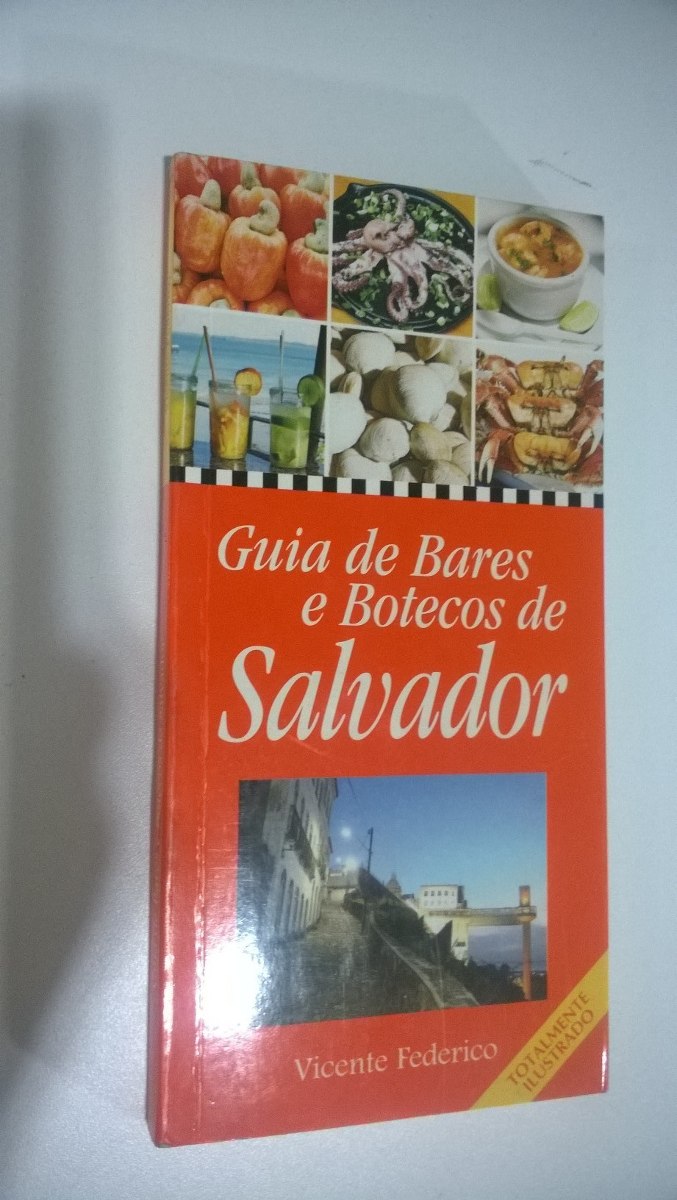 Guia de Bares
e Botecos de
Salvador
Vicente Federico
TOTALMENTE
ILUSTRADO